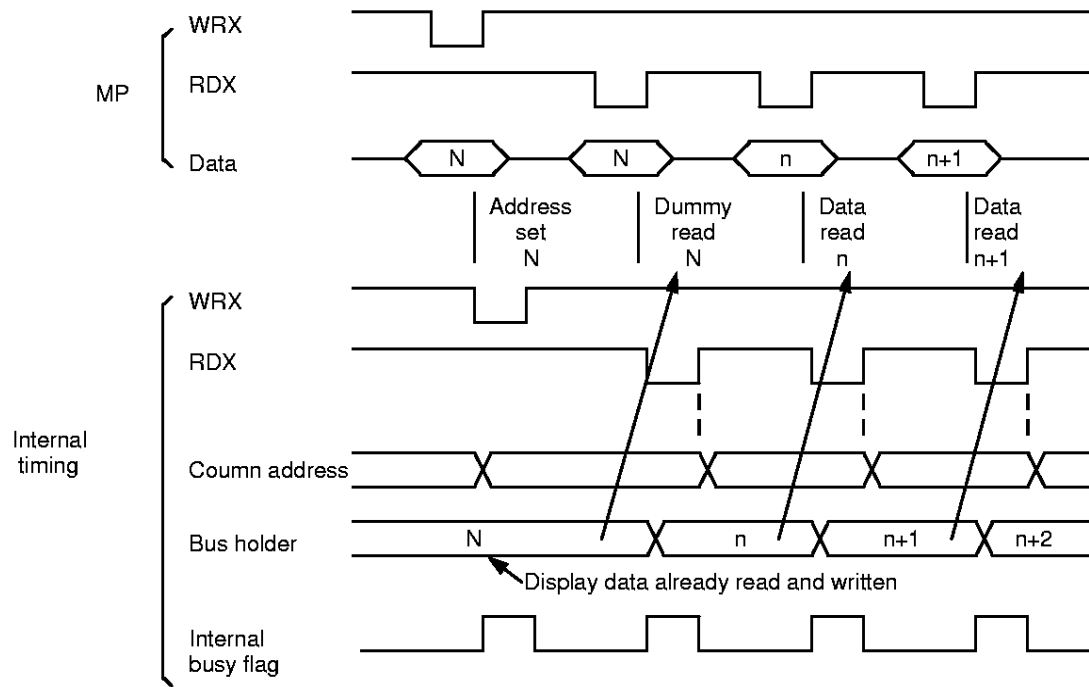 WRX
MP
RDX
Data
N
N
n
n+1
Address
set
N
Dummy
read
N
Data
read
n
Data
read
n+1
WRX
RDX
Internal
timing
Coumn address
Bus holder
N
n
n+1
n+2
Display data already read and written
Internal
busy flag